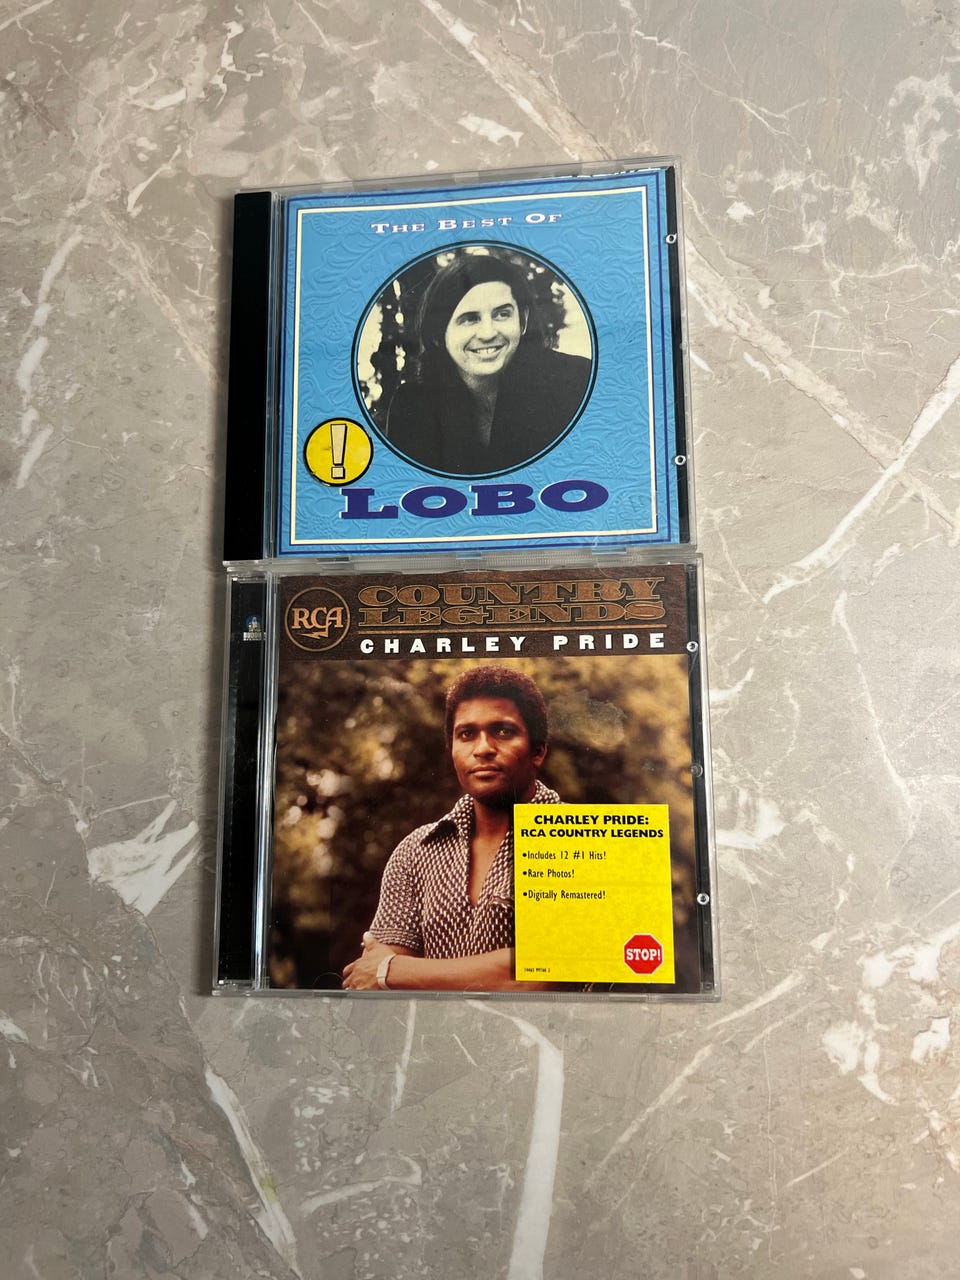 THE BEST OF
!
LOBO
RCA
COUNTRY
LEGENDS
CHARLEY PRIDE
CHARLEY PRIDE:
RCA COUNTRY LEGENDS
•Includes 12 #1 Hits!
•Rare Photos!
•Digitally Remastered!
STOP!